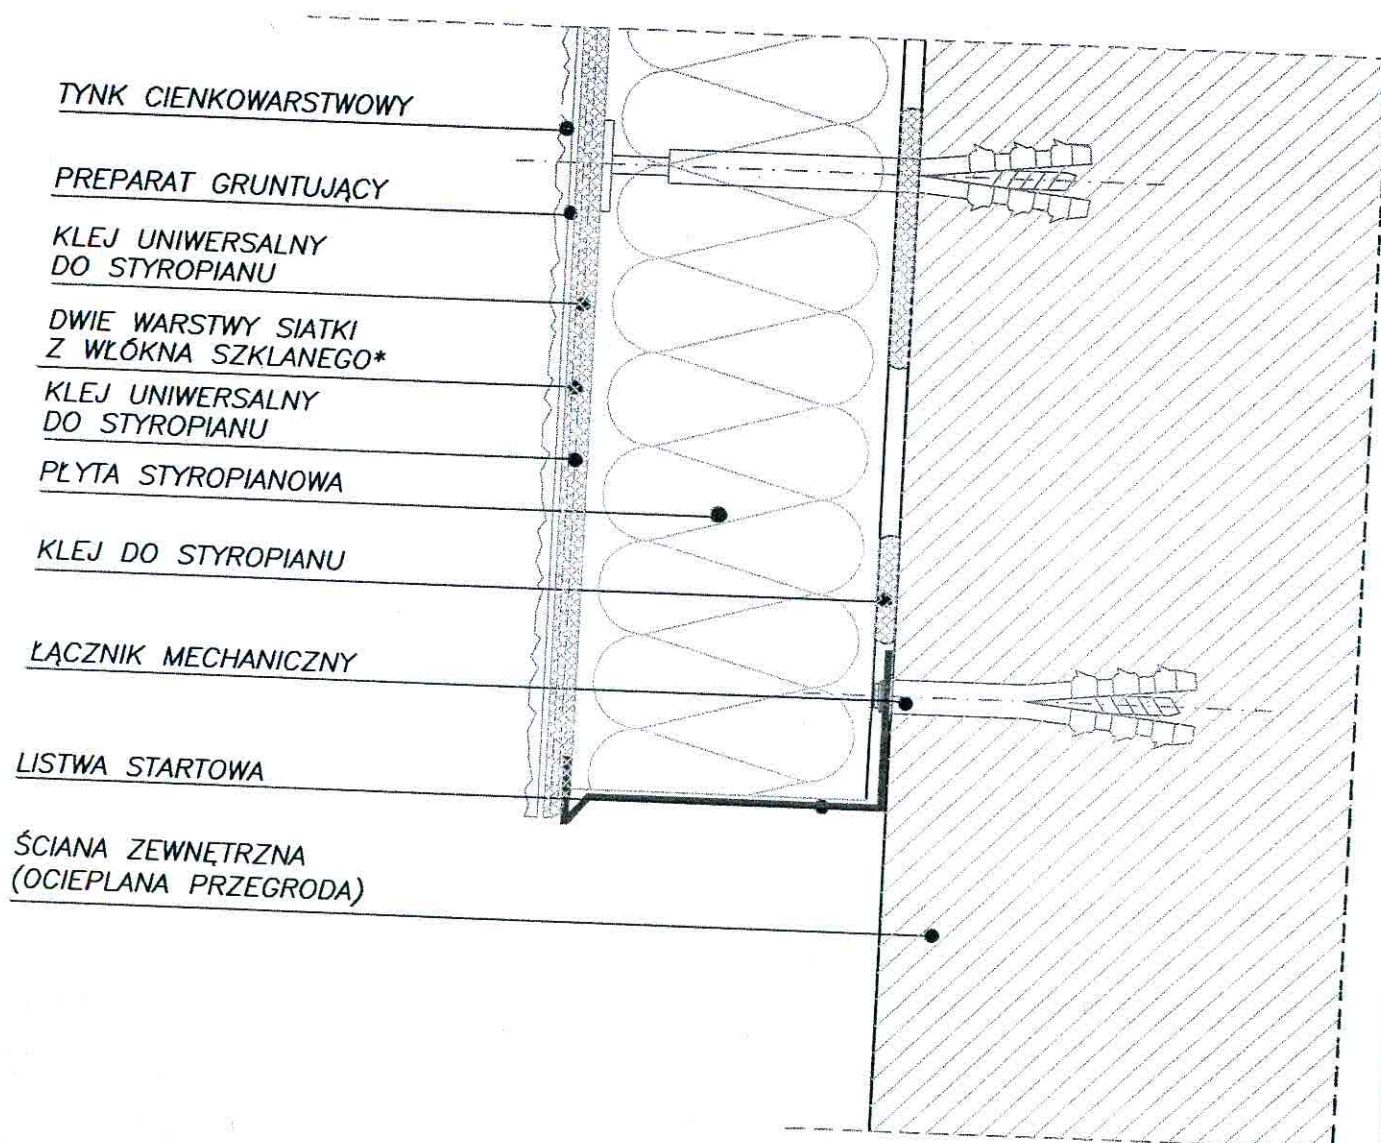 TYNK CIENKOWARSTWOWY
PREPARAT GRUNTUJĄCY
KLEJ UNIWERSALNY
DO STYROPIANU
DWIE WARSTWY SIATKI
Z WŁÓKNA SZKLANEGO*
KLEJ UNIWERSALNY
DO STYROPIANU
PŁYTA STYROPIANOWA
KLEJ DO STYROPIANU
ŁĄCZNIK MECHANICZNY
LISTWA STARTOWA
ŚCIANA ZEWNĘTRZNA
(OCIEPLANA PRZEGRODA)